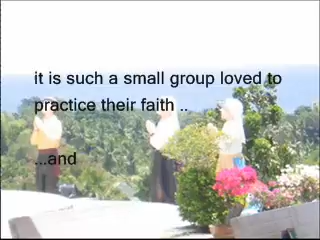 it is such a small group loved to
practice their faith ..
...and